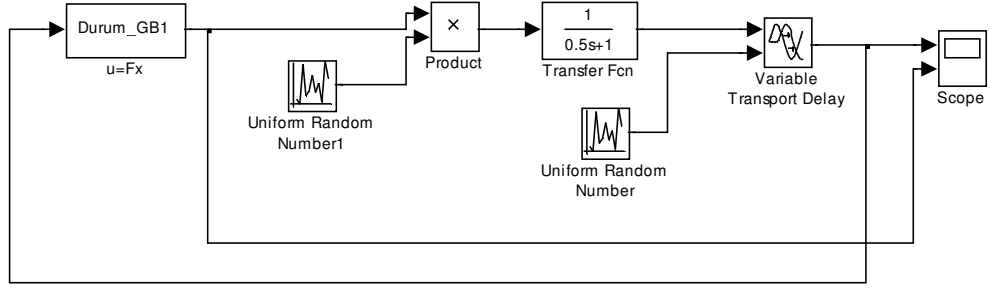 Durum_GB1
u=Fx
Uniform Random
Number1
×
Product
1
0.5s+1
Transfer Fcn
Uniform Random
Number
Variable
Transport Delay
Scope